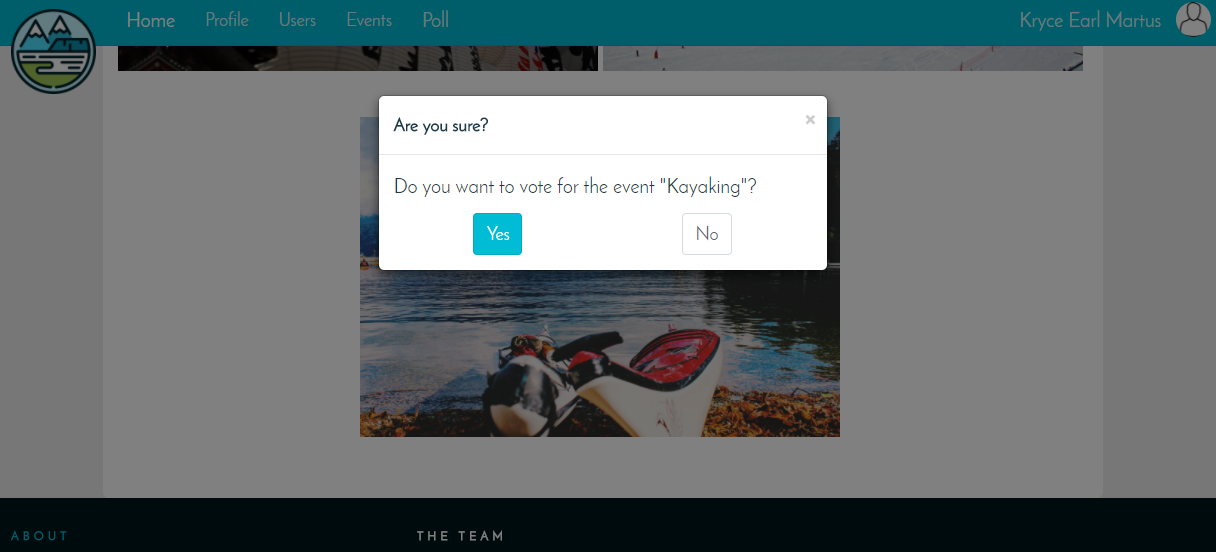 Home Profile Users Events Poll Kryce Earl Martus
Are you sure? ×
Do you want to vote for the event "Kayaking"?
Yes No
ABOUT THE TEAM